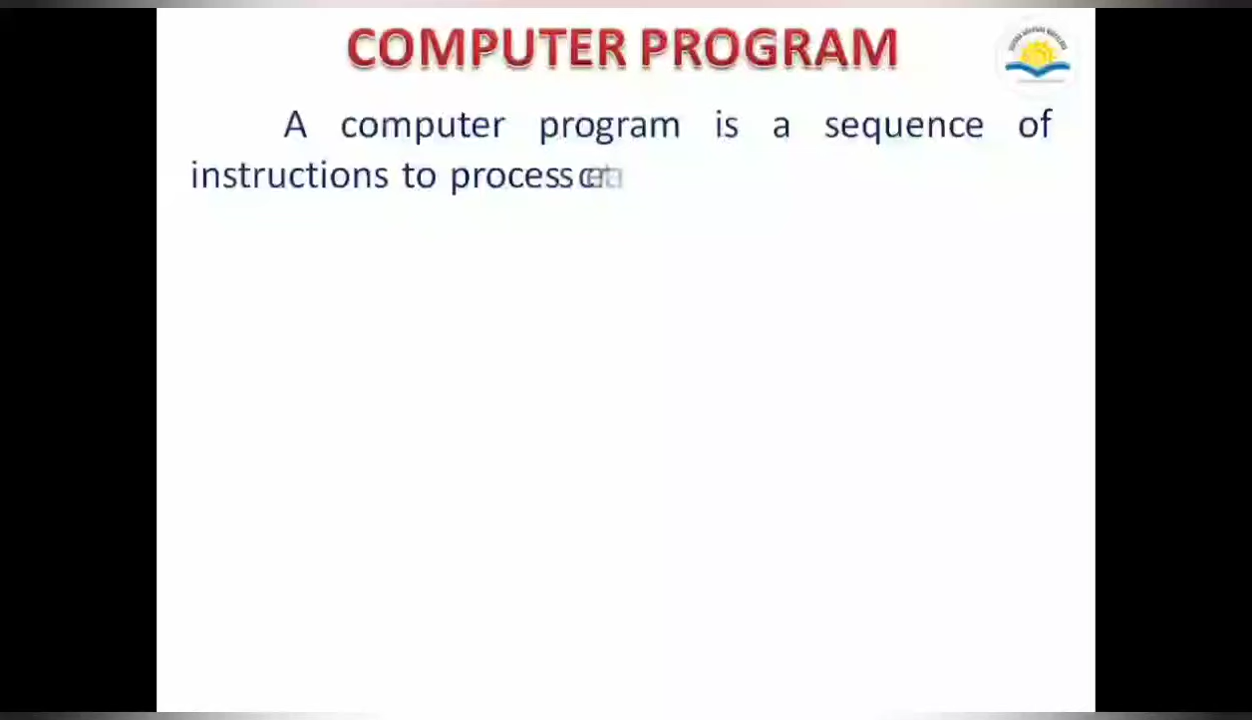 COMPUTER PROGRAM
A computer program is a sequence of
instructions to process